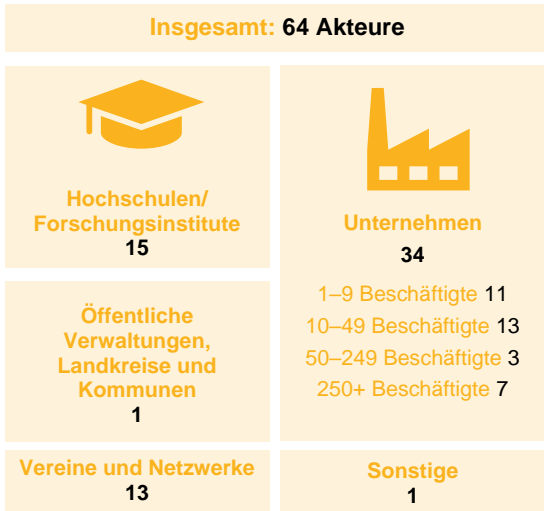 Insgesamt: 64 Akteure
Hochschulen/
Forschungsinstitute
15
Unternehmen
34
1–9 Beschäftigte 11
10–49 Beschäftigte 13
50–249 Beschäftigte 3
250+ Beschäftigte 7
Öffentliche
Verwaltungen,
Landkreise und
Kommunen
1
Vereine und Netzwerke
13
Sonstige
1